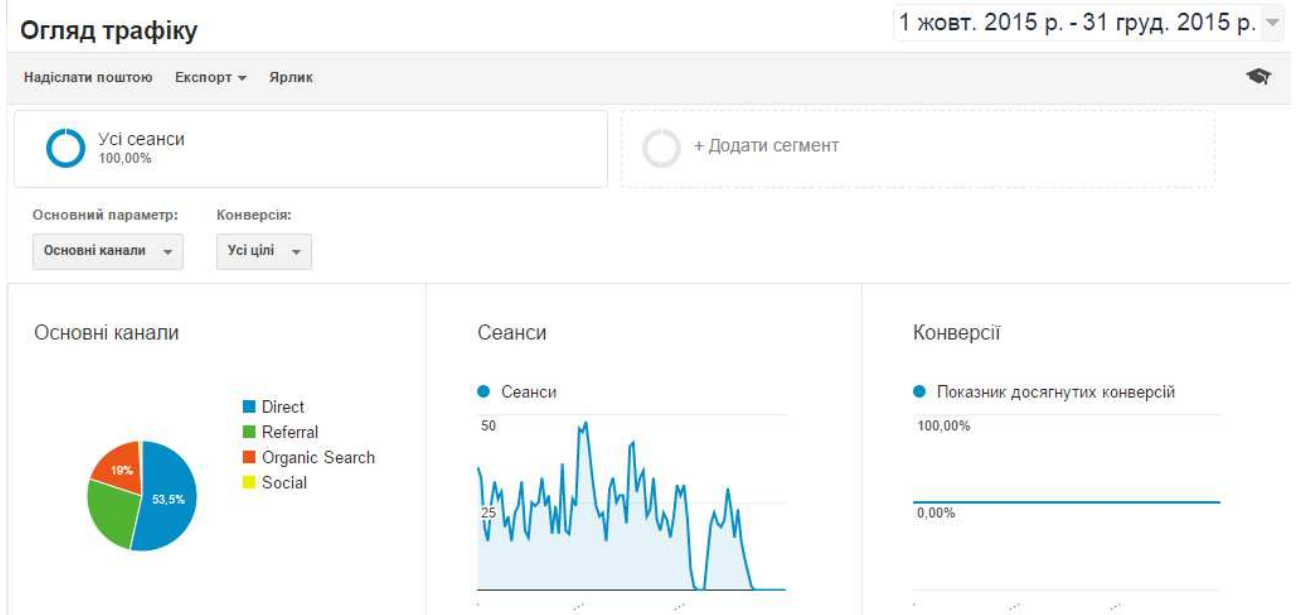 Огляд трафіку
1 жовт. 2015 р. - 31 груд. 2015 р.
Надіслати поштою Експорт Ярлик
Усі сеанси
100,00%
+ Додати сегмент
Основний параметр: Конверсія:
Основні канали Усі цілі
Основні канали
Direct
Referral
Organic Search
Social
19%
53,5%
Сеанси
Сеанси
50
25
Конверсії
Показник досягнутих конверсій
100,00%
0,00%